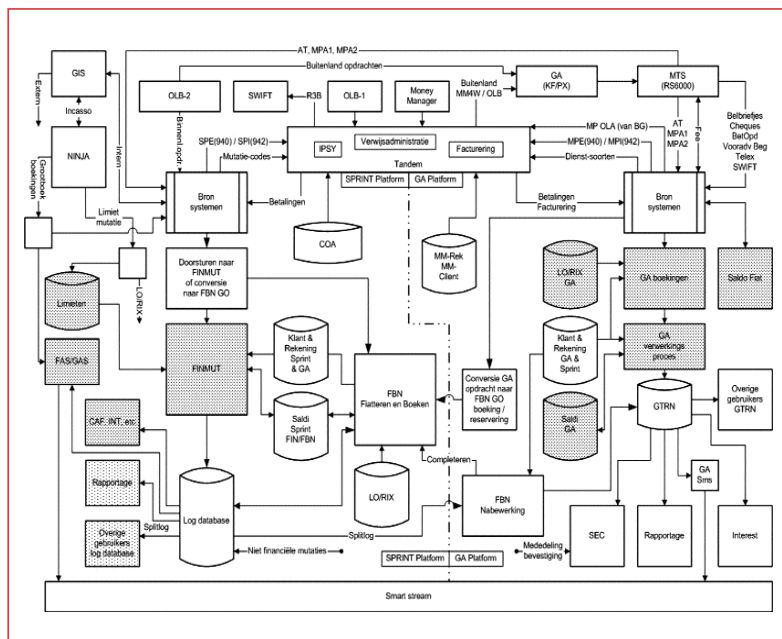 AT, MPA1, MPA2
Buitenland opdrachten
GIS
OLB-2
SWIFT
R3B
OLB-1
Money
Manager
Buitenland
MM4W / OLB
GA
(KF/PX)
MTS
(RS6000)
Extern
Incasso
Intern
Binnenl. opdr.
NINJA
SPE(940) / SPI(942)
Mutatie-codes
IPSY
Verwijsadministratie
Facturering
Tandem
MP OLA (van BG)
MPE(940) / MPI(942)
Dienst-soorten
AT
MPA1
MPA2
Fee
Belbriefjes
Cheques
BetOpd
Vooradv Beg
Telex
SWIFT
Grootboek
boekingen
Limiet
mutatie
Bron
systemen
Betalingen
SPRINT Platform
GA Platform
Betalingen
Facturering
Bron
systemen
COA
MM-Rek
MM-
Client
LO/RIX
Doorsturen naar
FINMUT
of conversie
naar FBN GO
LO/RIX
GA
GA boekingen
Saldo Fiat
Limieten
FAS/GAS
FINMUT
Klant &
Rekening
Sprint
& GA
FBN
Fiatteren en Boeken
Conversie GA
opdracht naar
FBN GO
boeking /
reservering
Klant &
Rekening
GA &
Sprint
GA
verwerkings
proces
CAF. INT. etc
Saldi
Sprint
FIN/FBN
Saldi
GA
GTRN
Overige
gebruikers
GTRN
Completeren
Rapportage
Log database
LO/RIX
FBN
Nabewerking
GA
Sms
Splitlog
Overige
gebruikers
log database
Splitlog
Niet financiële mutaties
SPRINT Platform
GA Platform
Mededeling
bevestiging
SEC
Rapportage
Interest
Smart stream